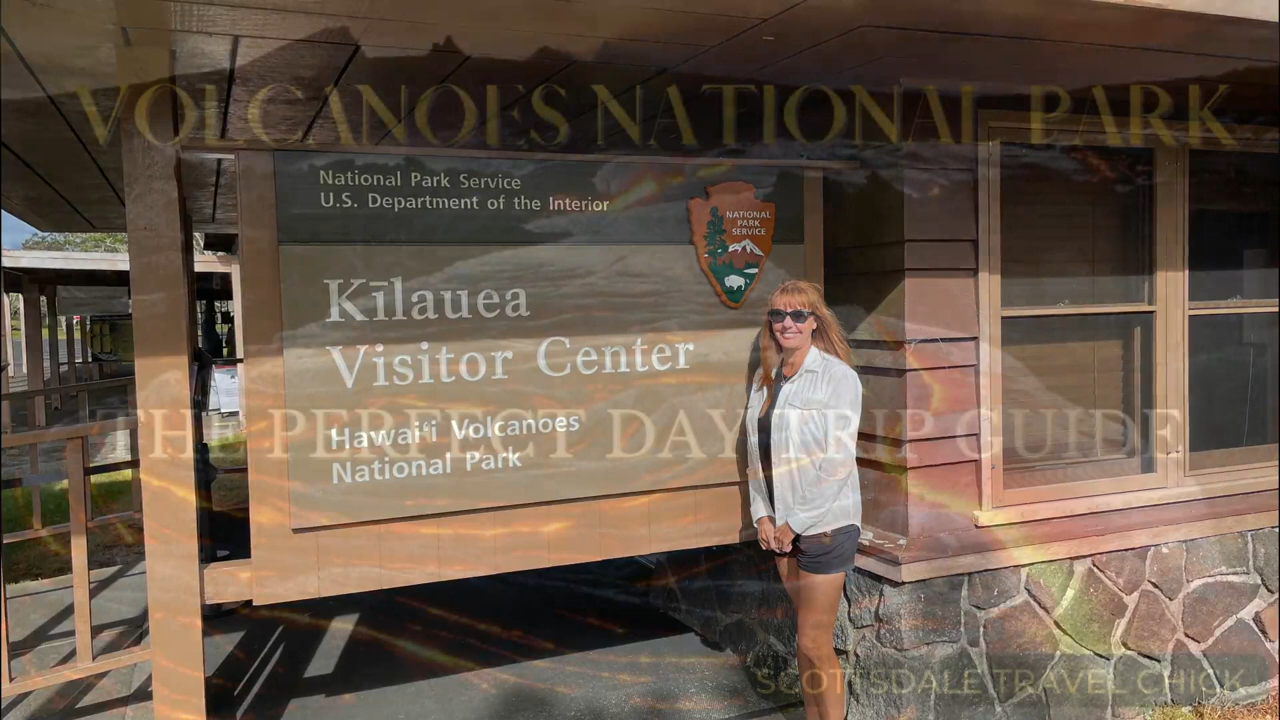 VOLCANOES NATIONAL PARK
National Park Service
U.S. Department of the Interior
NATIONAL
PARK
SERVICE
Kīlauea
Visitor Center
THE PERFECT DAY TRIP GUIDE
Hawaiʻi Volcanoes
National Park
SCOTTSDALE TRAVEL CHICK